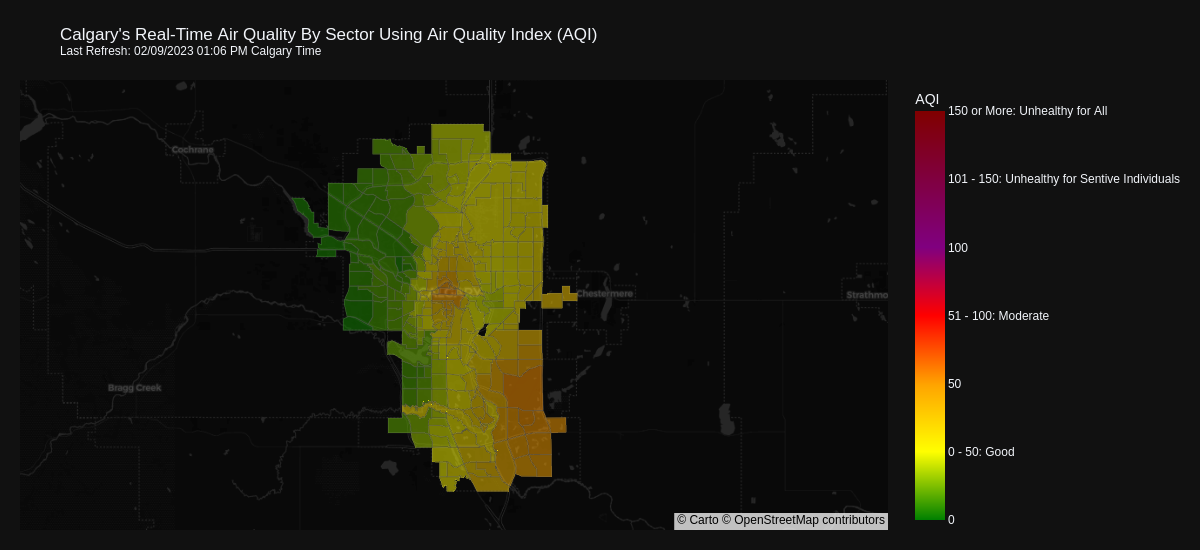 Calgary's Real-Time Air Quality By Sector Using Air Quality Index (AQI)
Last Refresh: 02/09/2023 01:06 PM Calgary Time
AQI
150 or More: Unhealthy for All
Cochrane
101 - 150: Unhealthy for Sentive Individuals
100
CALGARY
Chestermere
Strathmo
51 - 100: Moderate
50
Bragg Creek
0 - 50: Good
© Carto © OpenStreetMap contributors
0